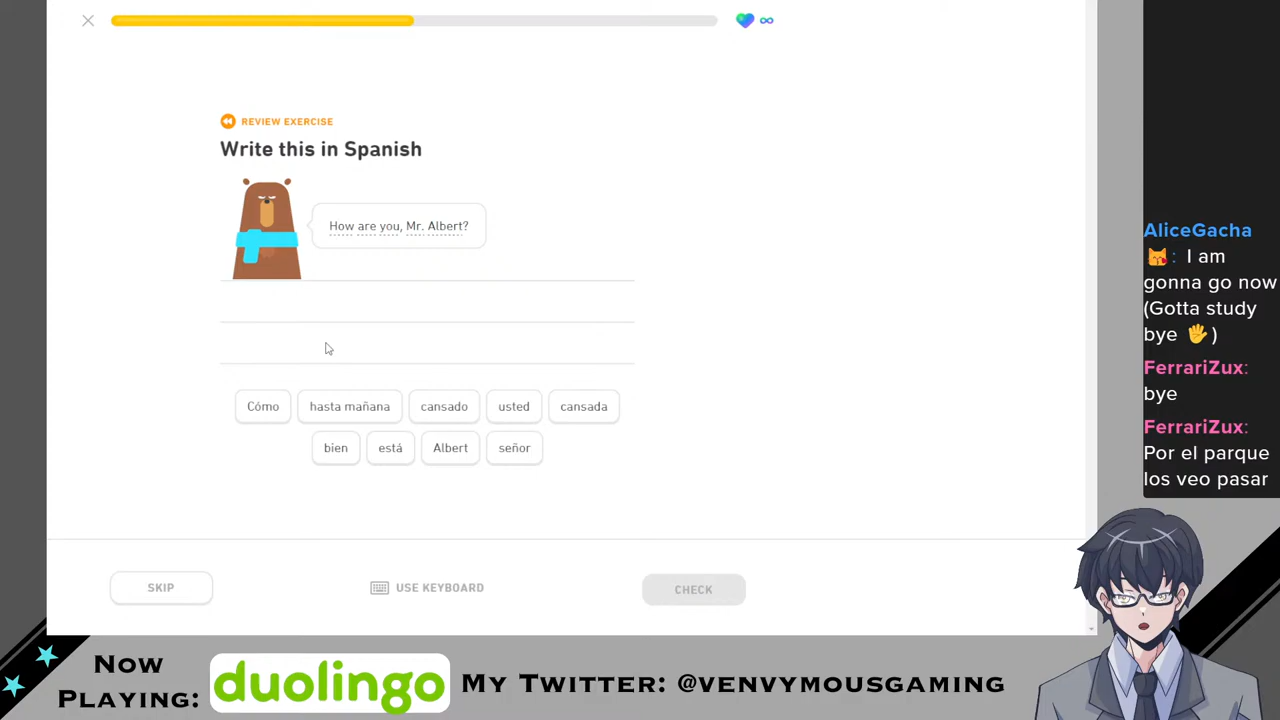 REVIEW EXERCISE
Write this in Spanish
How are you, Mr. Albert?
Cómo
hasta mañana
cansado
usted
cansada
bien
está
Albert
señor
SKIP
USE KEYBOARD
CHECK
AliceGacha
: I am
gonna go now
(Gotta study
bye )
FerrariZux:
bye
FerrariZux:
Por el parque
los veo pasar
Now
Playing:
duolingo
My Twitter: @venvymousgaming